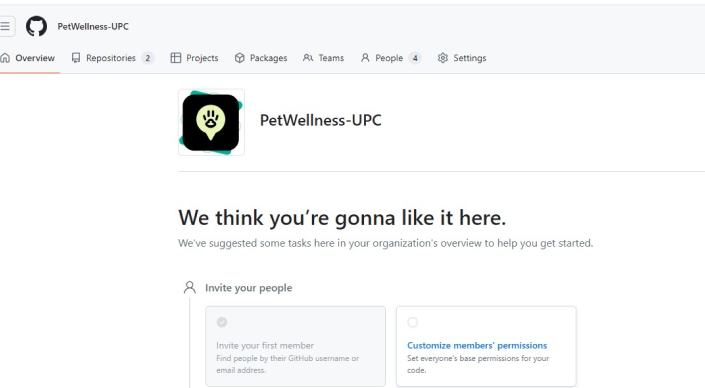 PetWellness-UPC
Overview Repositories 2 Projects Packages Teams People 4 Settings
PetWellness-UPC
We think you’re gonna like it here.
We've suggested some tasks here in your organization's overview to help you get started.
Invite your people
Invite your first member
Find people by their GitHub username or
email address.
Customize members' permissions
Set everyone's base permissions for your
code.